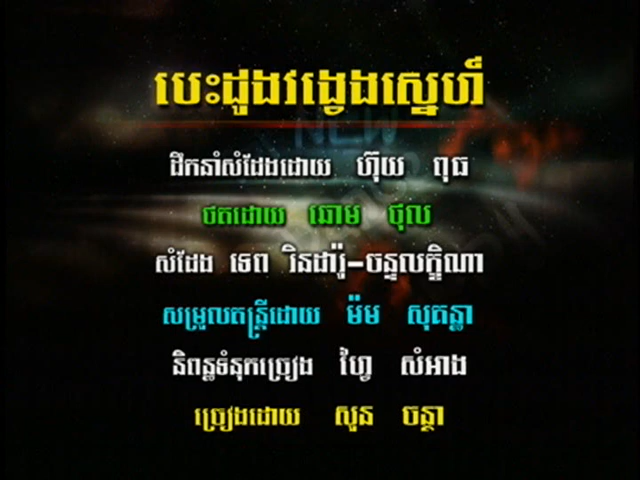 បេះដូងវង្វេងស្នេហ៍
ដឹកនាំសំដែងដោយ ហ៊ុយ ពុធ
ថតដោយ ឆោម ថុល
សំដែង ទេព រិនដារ៉ូ-ចន្ទលក្ខិណា
សម្រួលតន្ត្រីដោយ ម៉ម សុគន្ធា
និពន្ធទំនុកច្រៀង ហ្វៃ សំអាង
ច្រៀងដោយ សួន ចន្ថា